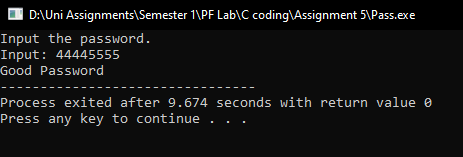 D:\Uni Assignments\Semester 1\PF Lab\C coding\Assignment 5\Pass.exe
Input the password.
Input: 44445555
Good Password
--------------------------------
Process exited after 9.674 seconds with return value 0
Press any key to continue . . .